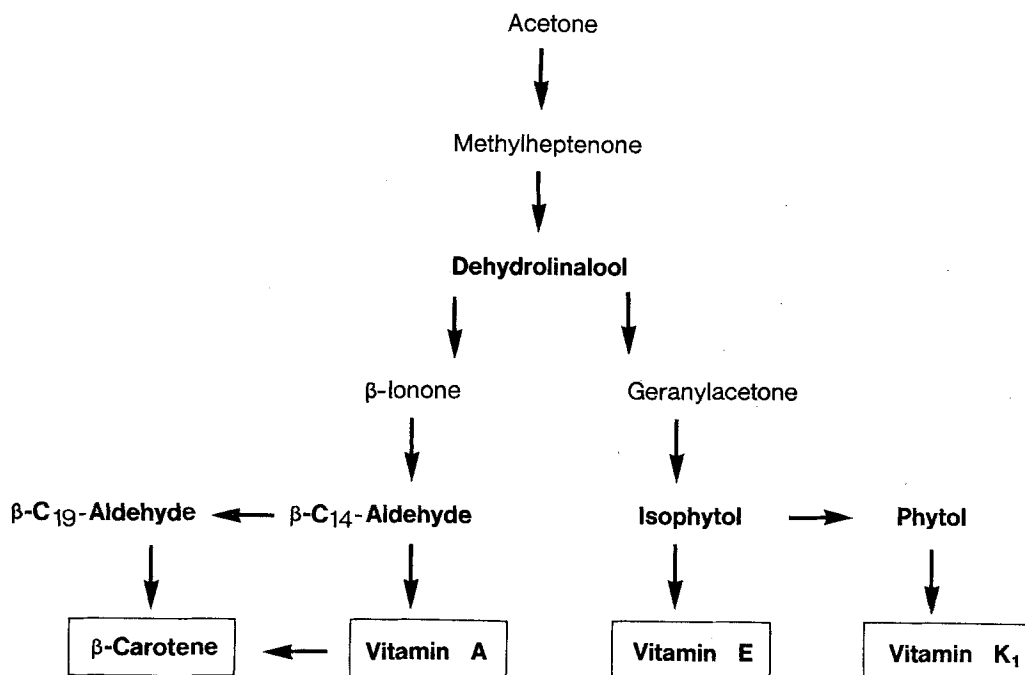 Acetone
Methylheptenone
Dehydrolinalool
β-Ionone Geranylacetone
β-C19-Aldehyde β-C14-Aldehyde Isophytol Phytol
β-Carotene Vitamin A Vitamin E Vitamin K1